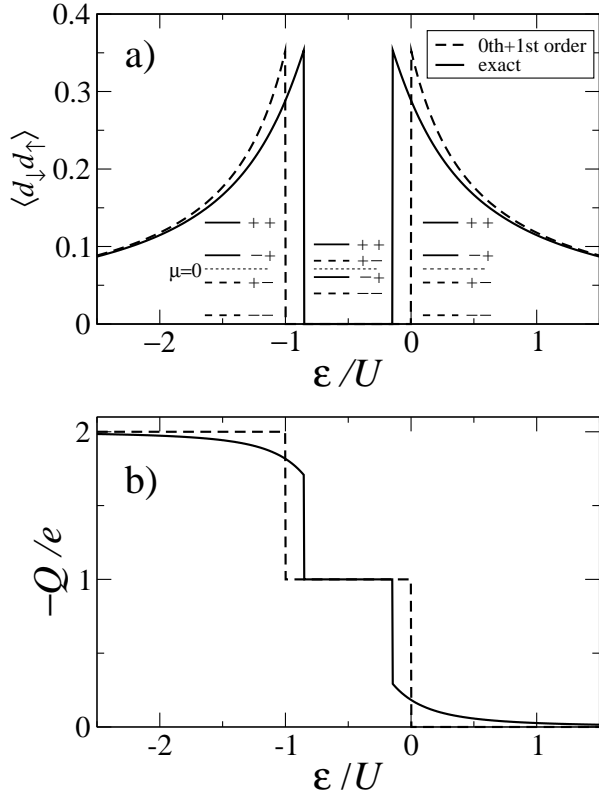 a)
0th+1st order
exact
⟨d↓d↑⟩
0.4
0.3
0.2
0.1
0
+ + + + + +
− + + − − +
μ=0
+ − − + + −
− − − − − −
−2 −1 0 1
ε/U
b)
−Q/e
2
1
0
-2 -1 0 1
ε/U